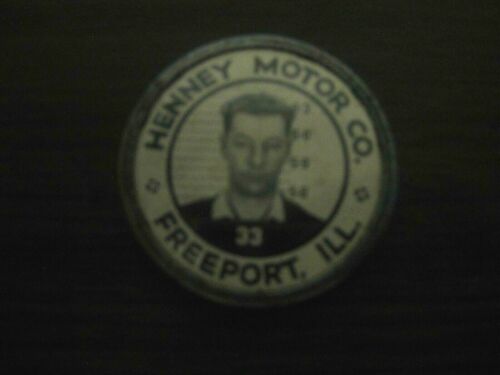 HENNEY MOTOR CO.
33
FREEPORT, ILL.